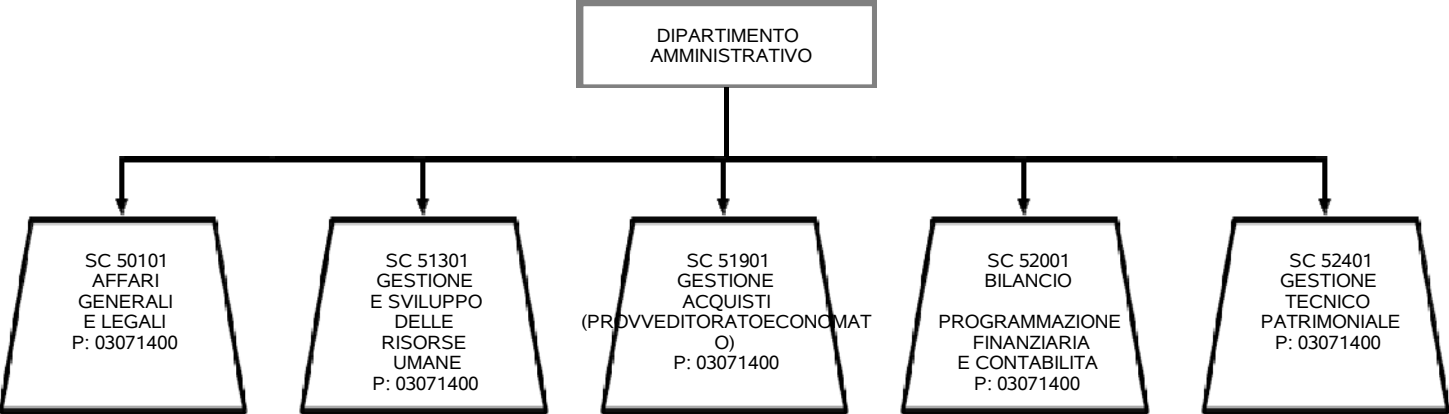 DIPARTIMENTO
AMMINISTRATIVO
SC 50101
AFFARI
GENERALI
E LEGALI
P: 03071400
SC 51301
GESTIONE
E SVILUPPO
DELLE
RISORSE
UMANE
P: 03071400
SC 51901
GESTIONE
ACQUISTI
(PROVVEDITORATOECONOMAT
O)
P: 03071400
SC 52001
BILANCIO
PROGRAMMAZIONE
FINANZIARIA
E CONTABILITA
P: 03071400
SC 52401
GESTIONE
TECNICO
PATRIMONIALE
P: 03071400